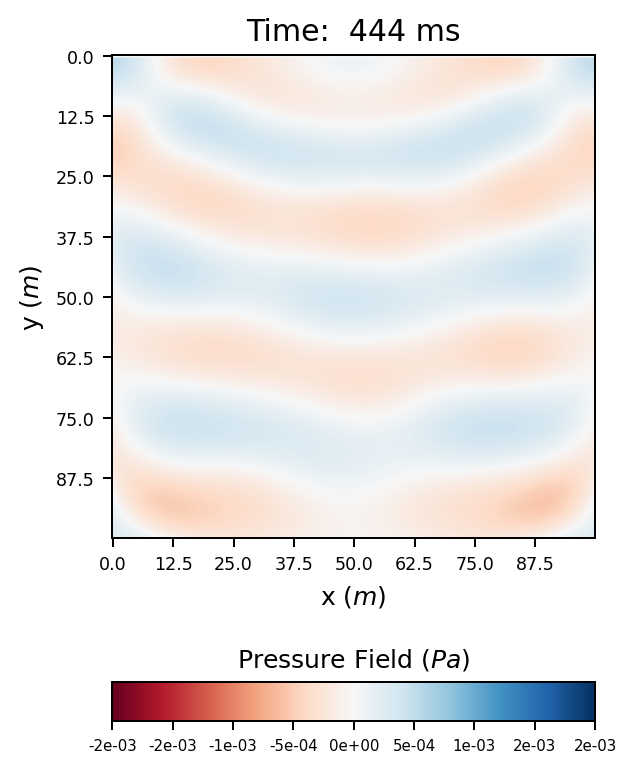 Time:  444 ms
0.0
12.5
25.0
37.5
50.0
62.5
75.0
87.5
y (m)
0.0 12.5 25.0 37.5 50.0 62.5 75.0 87.5
x (m)
Pressure Field (Pa)
-2e-03 -2e-03 -1e-03 -5e-04 0e+00 5e-04 1e-03 2e-03 2e-03